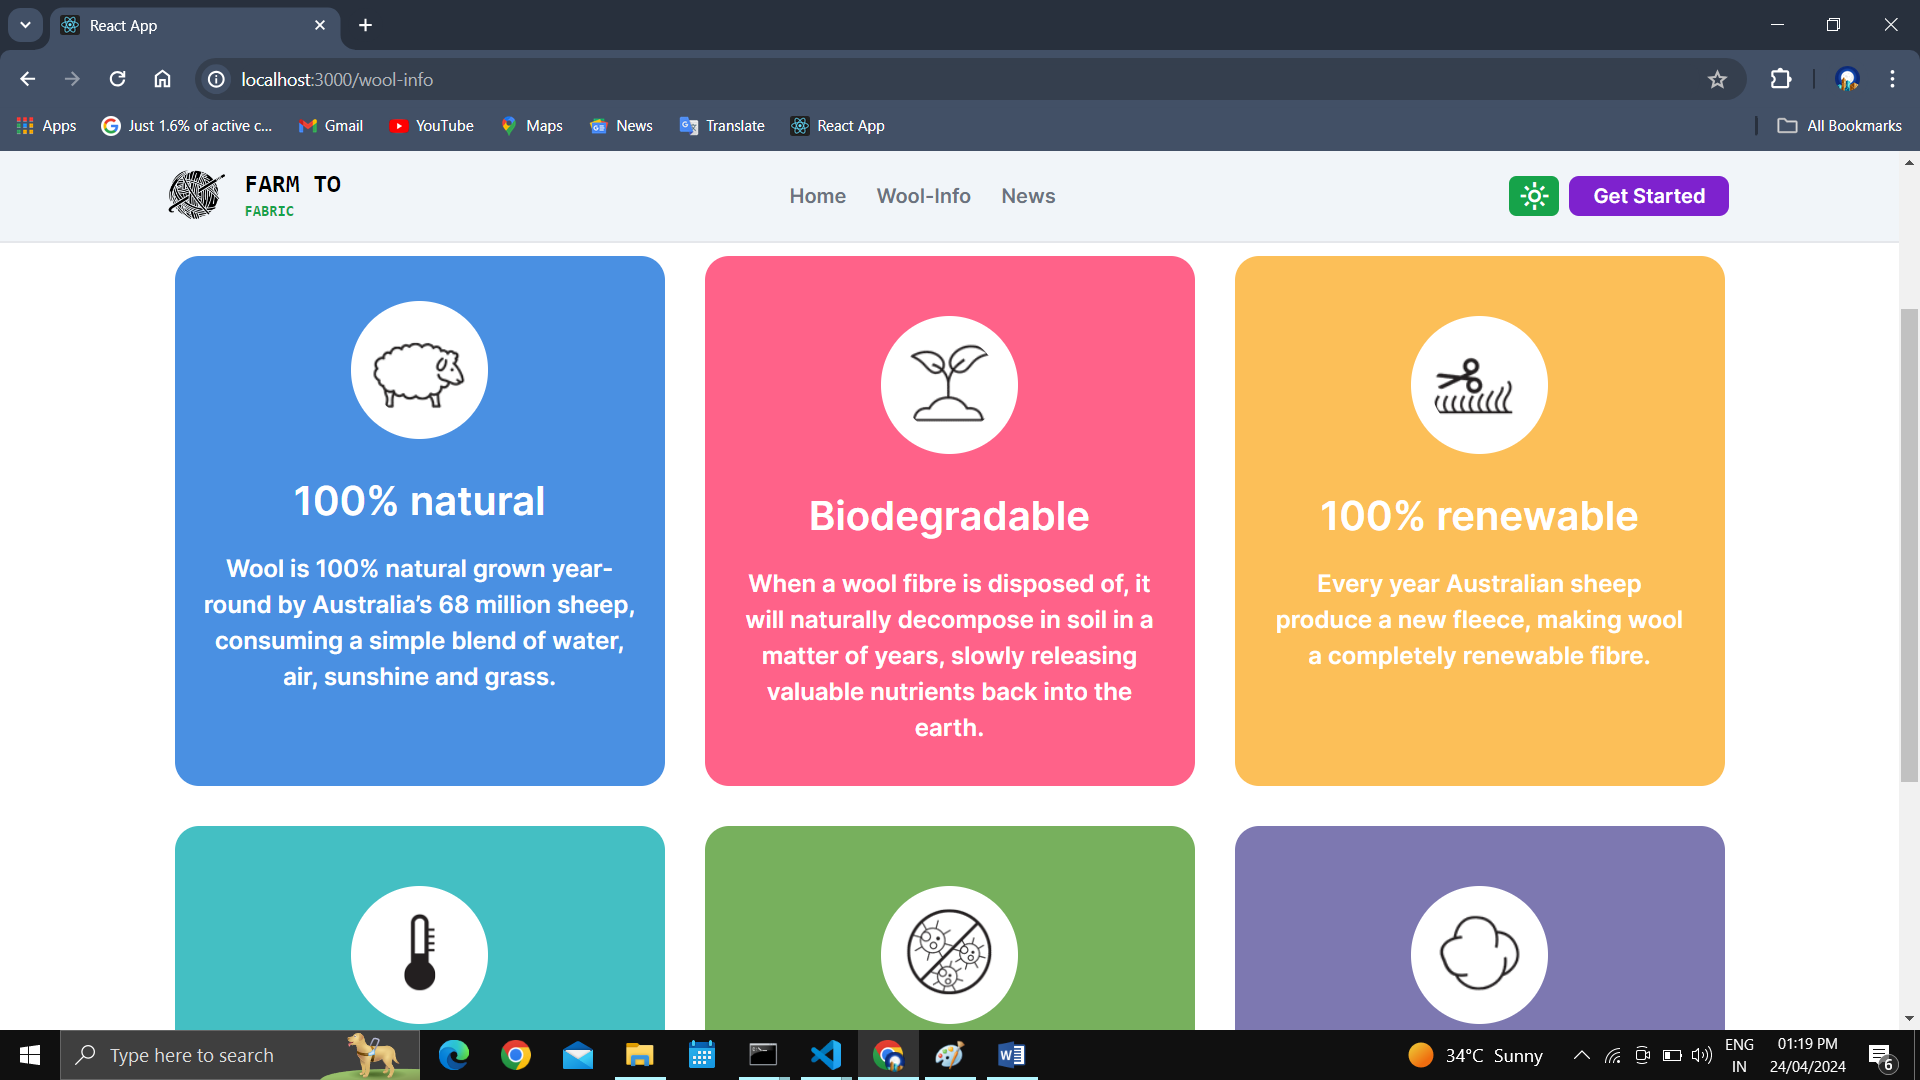 React App
localhost:3000/wool-info
Apps
Just 1.6% of active c...
Gmail
YouTube
Maps
News
Translate
React App
All Bookmarks
FARM TO
FABRIC
Home
Wool-Info
News
Get Started
100% natural
Wool is 100% natural grown year-
round by Australia’s 68 million sheep,
consuming a simple blend of water,
air, sunshine and grass.
Biodegradable
When a wool fibre is disposed of, it
will naturally decompose in soil in a
matter of years, slowly releasing
valuable nutrients back into the
earth.
100% renewable
Every year Australian sheep
produce a new fleece, making wool
a completely renewable fibre.
Type here to search
34°C Sunny
ENG
IN
01:19 PM
24/04/2024
6